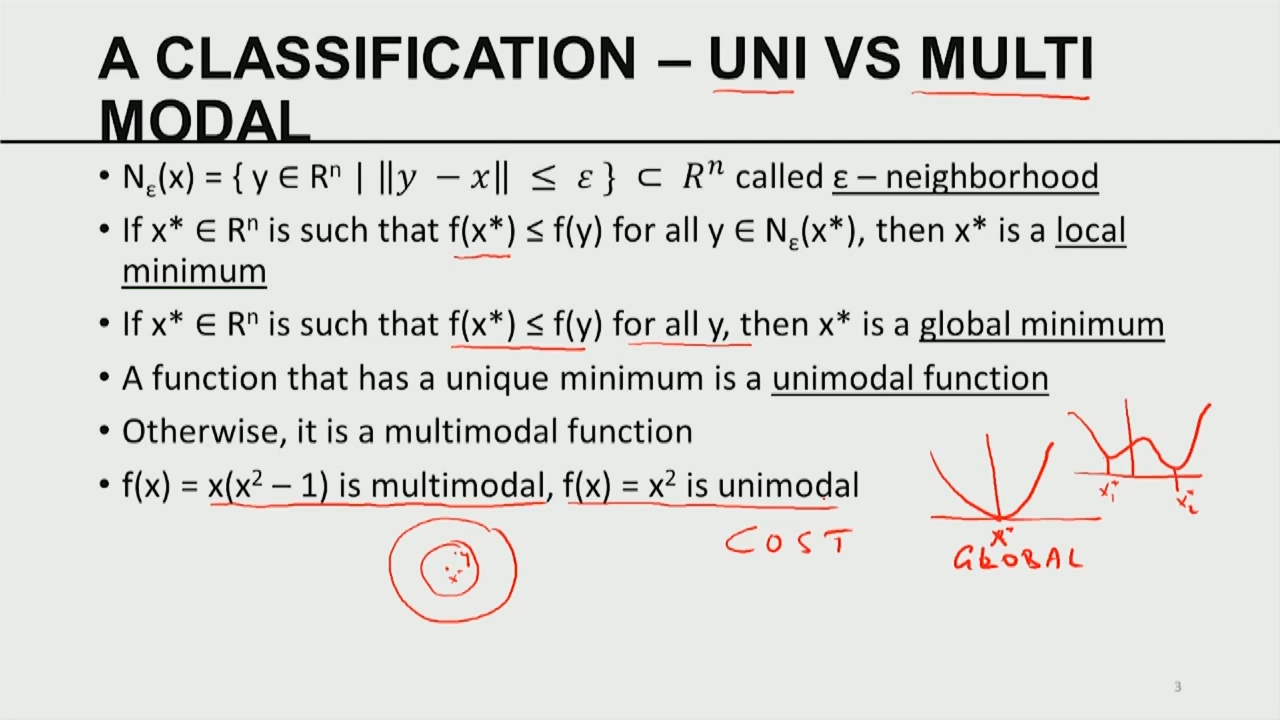 A CLASSIFICATION – UNI VS MULTI
MODAL
• Nε(x) = { y ∈ Rⁿ | ‖y − x‖ ≤ ε } ⊂ Rⁿ called ε – neighborhood
• If x* ∈ Rⁿ is such that f(x*) ≤ f(y) for all y ∈ Nε(x*), then x* is a local
minimum
• If x* ∈ Rⁿ is such that f(x*) ≤ f(y) for all y, then x* is a global minimum
• A function that has a unique minimum is a unimodal function
• Otherwise, it is a multimodal function
• f(x) = x(x² – 1) is multimodal, f(x) = x² is unimodal
x₁* x₂*
y
x*
COST
x*
GLOBAL
3